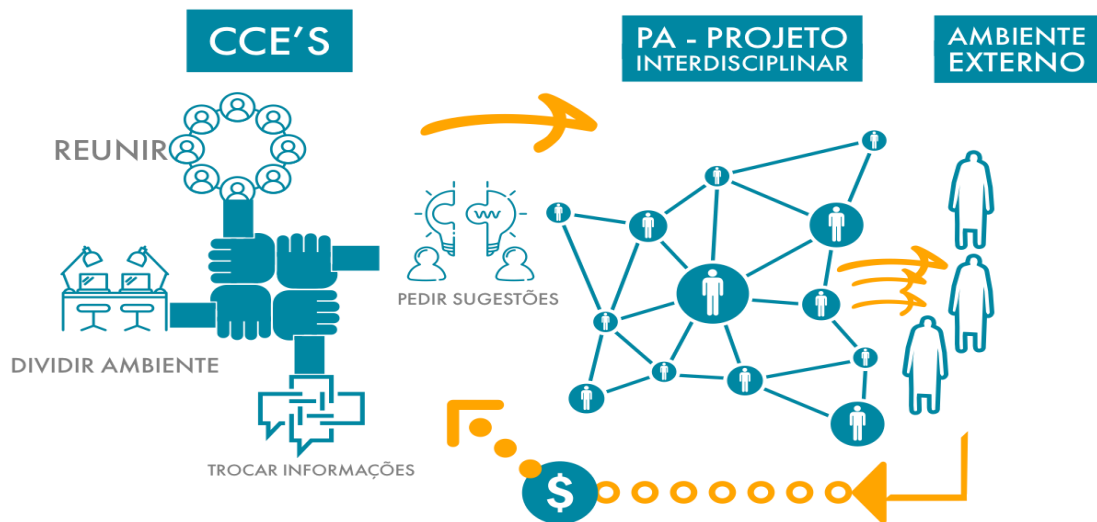 CCE'S
PA - PROJETO
INTERDISCIPLINAR
AMBIENTE
EXTERNO
REUNIR
PEDIR SUGESTÕES
DIVIDIR AMBIENTE
TROCAR INFORMAÇÕES
$